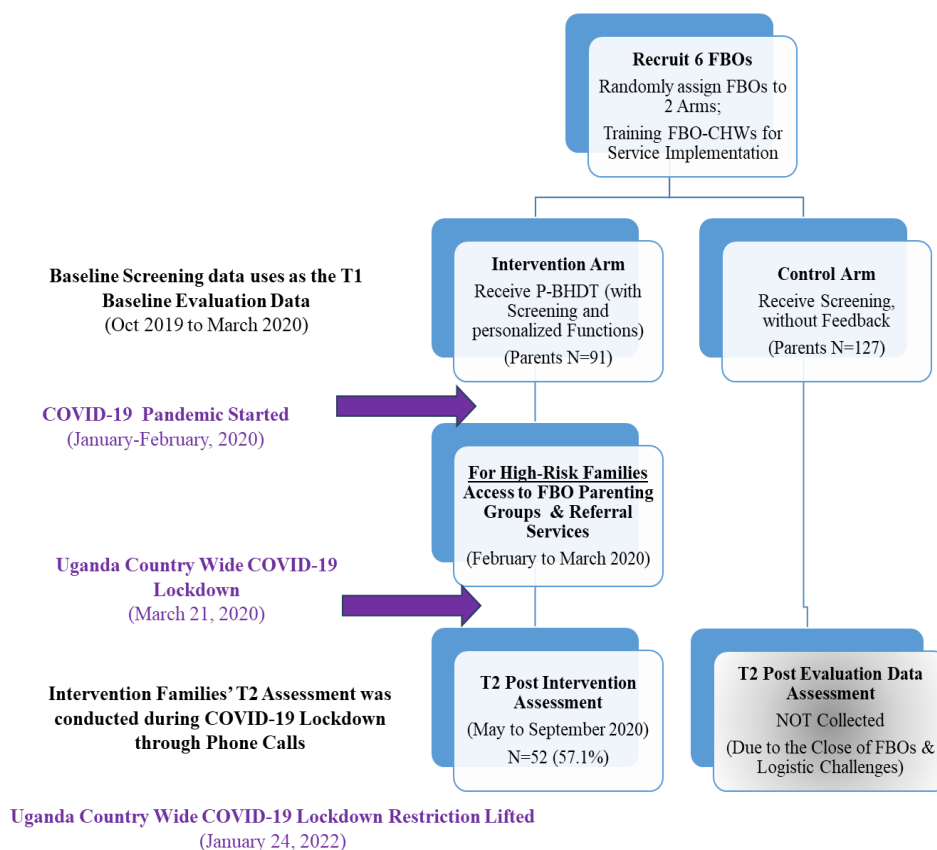 Recruit 6 FBOs
Randomly assign FBOs to
2 Arms;
Training FBO-CHWs for
Service Implementation
Baseline Screening data uses as the T1
Baseline Evaluation Data
(Oct 2019 to March 2020)
Intervention Arm
Receive P-BHDT (with
Screening and
personalized Functions)
(Parents N=91)
Control Arm
Receive Screening,
without Feedback
(Parents N=127)
COVID-19 Pandemic Started
(January-February, 2020)
For High-Risk Families
Access to FBO Parenting
Groups & Referral
Services
(February to March 2020)
Uganda Country Wide COVID-19
Lockdown
(March 21, 2020)
Intervention Families' T2 Assessment was
conducted during COVID-19 Lockdown
through Phone Calls
T2 Post Intervention
Assessment
(May to September 2020)
N=52 (57.1%)
T2 Post Evaluation Data
Assessment
NOT Collected
(Due to the Close of FBOs &
Logistic Challenges)
Uganda Country Wide COVID-19 Lockdown Restriction Lifted
(January 24, 2022)